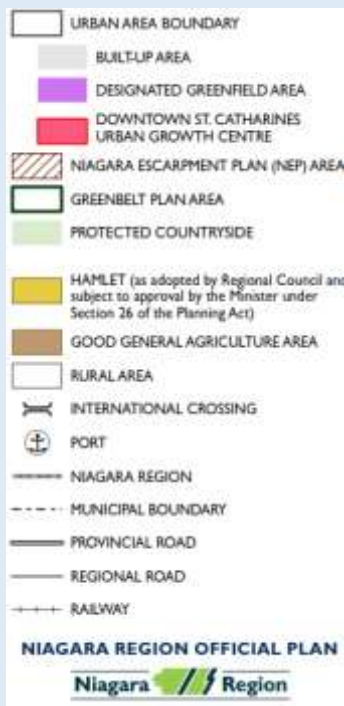 URBAN AREA BOUNDARY
BUILT-UP AREA
DESIGNATED GREENFIELD AREA
DOWNTOWN ST. CATHARINES
URBAN GROWTH CENTRE
NIAGARA ESCARPMENT PLAN (NEP) AREA
GREENBELT PLAN AREA
PROTECTED COUNTRYSIDE
HAMLET (as adopted by Regional Council and
subject to approval by the Minister under
Section 26 of the Planning Act)
GOOD GENERAL AGRICULTURE AREA
RURAL AREA
INTERNATIONAL CROSSING
PORT
NIAGARA REGION
MUNICIPAL BOUNDARY
PROVINCIAL ROAD
REGIONAL ROAD
RAILWAY
NIAGARA REGION OFFICIAL PLAN
Niagara Region